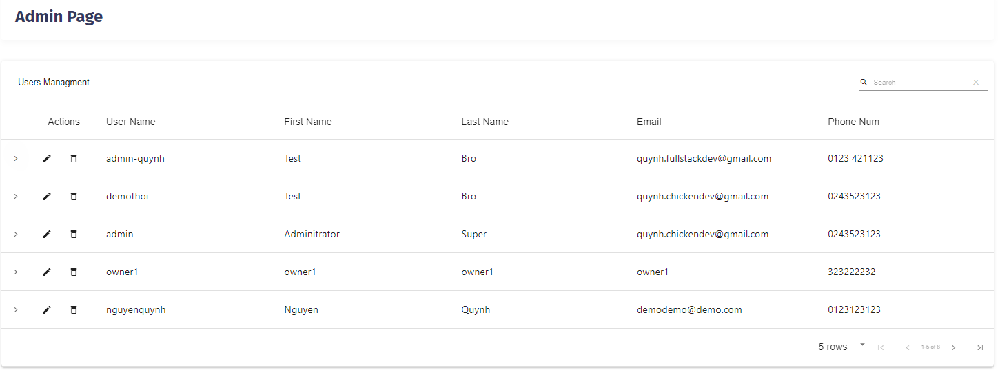 Admin Page
Users Managment
Search
Actions User Name First Name Last Name Email Phone Num
admin-quynh Test Bro quynh.fullstackdev@gmail.com 0123 421123
demothoi Test Bro quynh.chickendev@gmail.com 0243523123
admin Adminitrator Super quynh.chickendev@gmail.com 0243523123
owner1 owner1 owner1 owner1 323222232
nguyenquynh Nguyen Quynh demodemo@demo.com 0123123123
5 rows 1-5 of 8